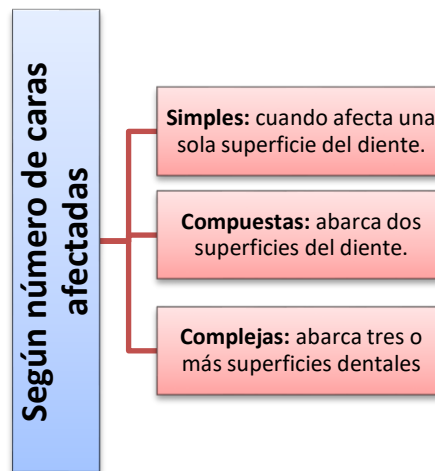 Según número de caras
afectadas
Simples: cuando afecta una
sola superficie del diente.
Compuestas: abarca dos
superficies del diente.
Complejas: abarca tres o
más superficies dentales